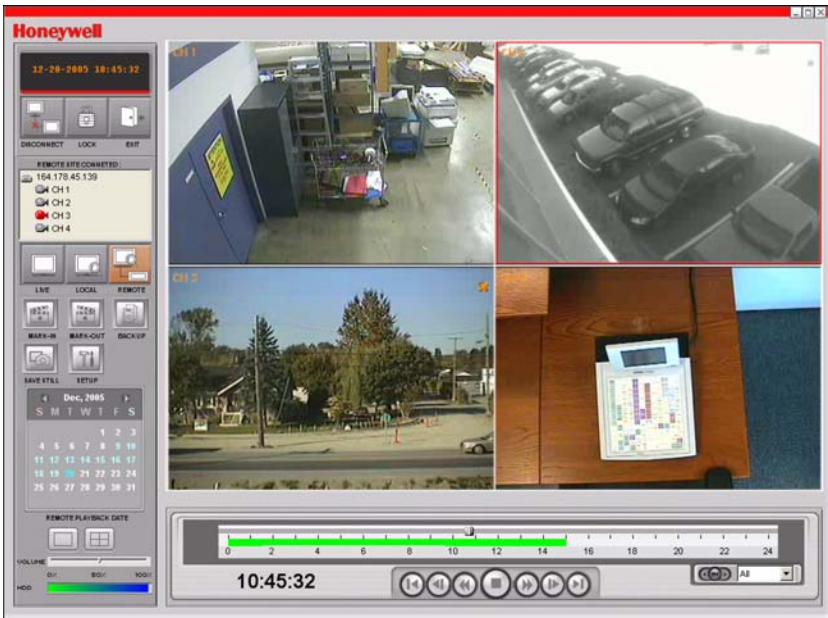 Honeywell
12-20-2005 10:45:32
DISCONNECT LOCK EXIT
REMOTE SITE CONNETED :
164.178.45.139
CH 1
CH 2
CH 3
CH 4
LIVE LOCAL REMOTE
MARK-IN MARK-OUT BACKUP
SAVE STILL SETUP
Dec, 2005
S M T W T F S
1 2 3
4 5 6 7 8 9 10
11 12 13 14 15 16 17
18 19 20 21 22 23 24
25 26 27 28 29 30 31
REMOTE PLAYBACK DATE
VOLUME
0% 50% 100%
HDD
CH 1
CH 3
0 2 4 6 8 10 12 14 16 18 20 22 24
10:45:32
All